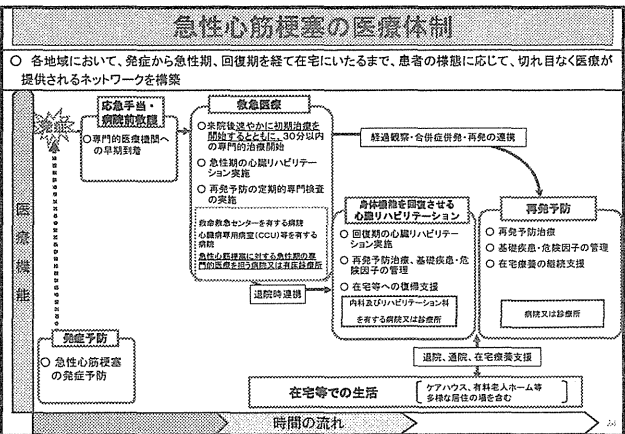 急性心筋梗塞の医療体制
○ 各地域において、発症から急性期、回復期を経て在宅にいたるまで、患者の様態に応じて、切れ目なく医療が
提供されるネットワークを構築
医療機能
発症
応急手当・
病院前救護
○専門的医療機関へ
の早期到着
救急医療
○来院後速やかに初期治療を
開始するとともに、30分以内
の専門的治療開始
○ 急性期の心臓リハビリテー
ション実施
○ 再発予防の定期的専門検査
の実施
救命救急センターを有する病院
心臓病専用病室(CCU)等を有する
病院
急性心筋梗塞に対する急性期の専
門的医療を担う病院又は有床診療所
経過観察・合併症併発・再発の連携
退院時連携
身体機能を回復させる
心臓リハビリテーション
○ 回復期の心臓リハビリテー
ション実施
○ 再発予防治療、基礎疾患・危
険因子の管理
○ 在宅等への復帰支援
内科及びリハビリテーション科
を有する病院又は診療所
再発予防
○ 再発予防治療
○ 基礎疾患・危険因子の管理
○ 在宅療養の継続支援
病院又は診療所
発症予防
○ 急性心筋梗塞
の発症予防
退院、通院、在宅療養支援
在宅等での生活
ケアハウス、有料老人ホーム等
多様な居住の場を含む
時間の流れ